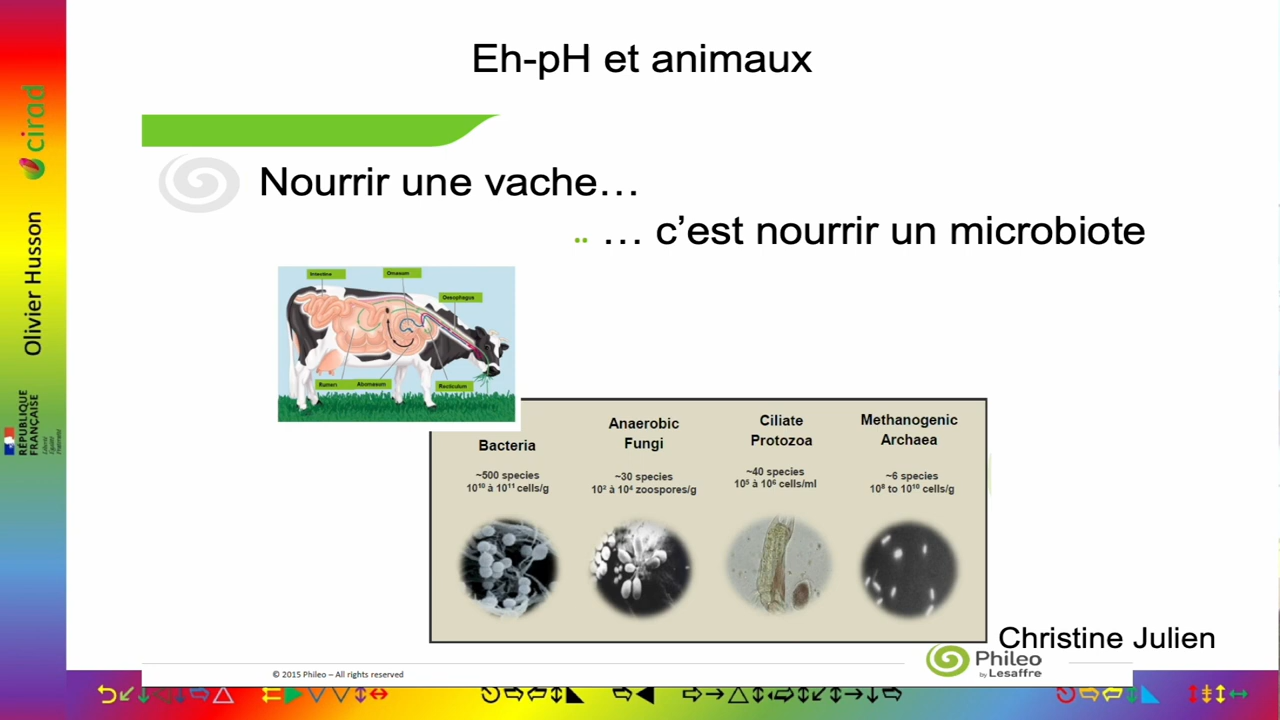 Eh-pH et animaux
Nourrir une vache…
.. … c’est nourrir un microbiote
Intestine
Omasum
Oesophagus
Rumen
Abomasum
Recticulum
Bacteria
~500 species
10¹⁰ à 10¹¹ cells/g
Anaerobic
Fungi
~30 species
10² à 10⁴ zoospores/g
Ciliate
Protozoa
~40 species
10⁵ à 10⁶ cells/ml
Methanogenic
Archaea
~6 species
10⁸ to 10¹⁰ cells/g
Christine Julien
Phileo
by Lesaffre
© 2015 Phileo – All rights reserved
cirad
Olivier Husson
RÉPUBLIQUE
FRANÇAISE